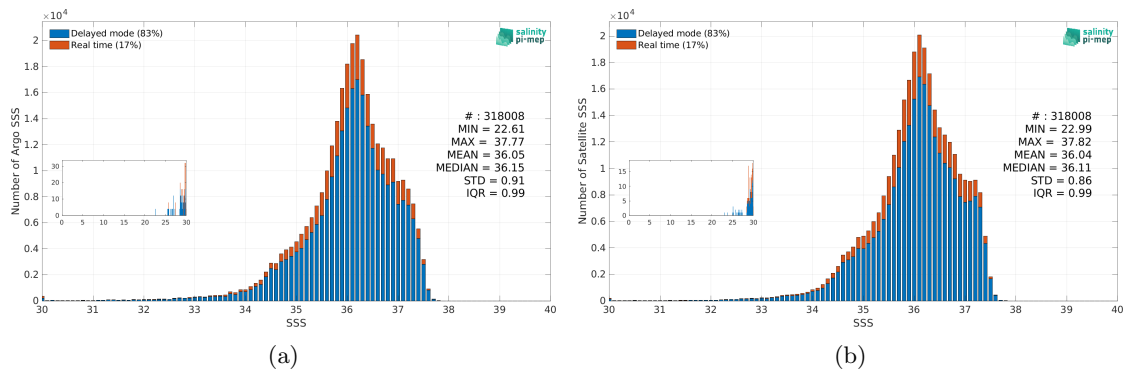 ×10⁴
Delayed mode (83%)
Real time (17%)
salinity
pi-mep
# : 318008
MIN = 22.61
MAX = 37.77
MEAN = 36.05
MEDIAN = 36.15
STD = 0.91
IQR = 0.99
Number of Argo SSS
2
1.8
1.6
1.4
1.2
1
0.8
0.6
0.4
0.2
0
30
20
10
0
0 5 10 15 20 25 30
30 31 32 33 34 35 36 37 38 39 40
SSS
(a)
×10⁴
Delayed mode (83%)
Real time (17%)
salinity
pi-mep
# : 318008
MIN = 22.99
MAX = 37.82
MEAN = 36.04
MEDIAN = 36.11
STD = 0.86
IQR = 0.99
Number of Satellite SSS
2
1.8
1.6
1.4
1.2
1
0.8
0.6
0.4
0.2
0
15
10
5
0
0 5 10 15 20 25 30
30 31 32 33 34 35 36 37 38 39 40
SSS
(b)